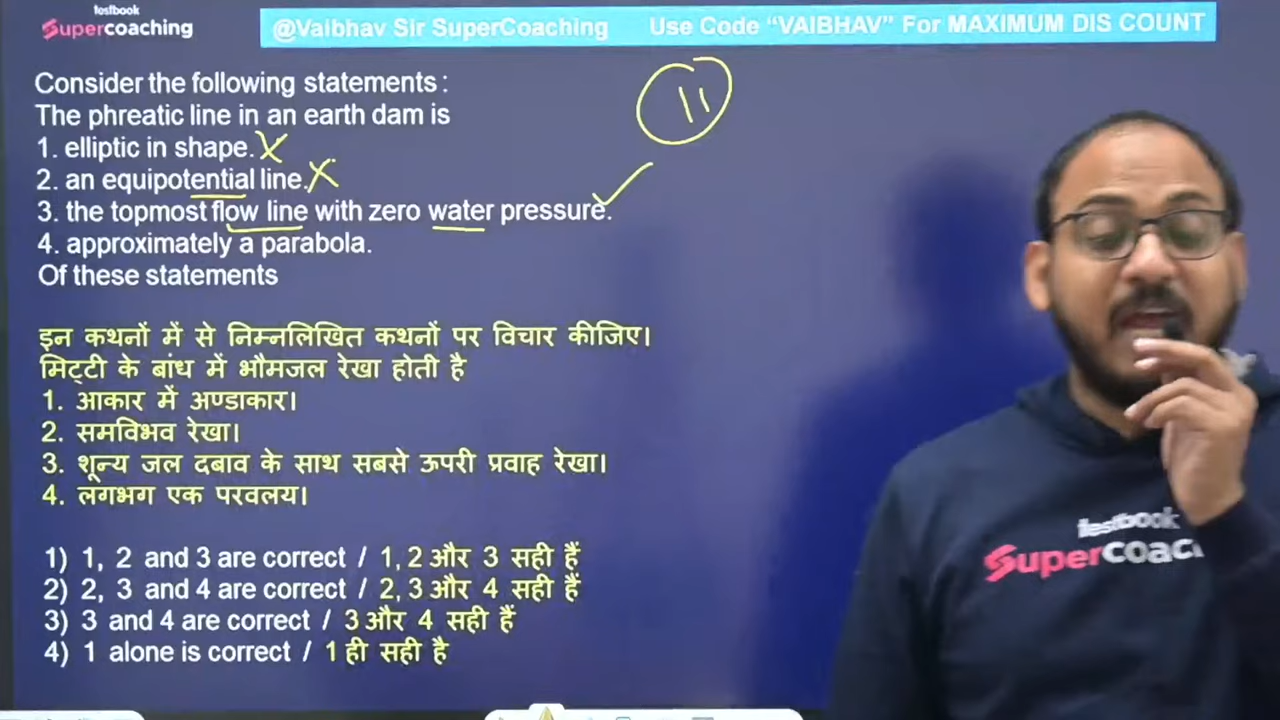 testbook
Supercoaching
@Vaibhav Sir SuperCoaching Use Code “VAIBHAV” For MAXIMUM DIS COUNT
Consider the following statements :
The phreatic line in an earth dam is
1. elliptic in shape. X
2. an equipotential line. X
3. the topmost flow line with zero water pressure. ✓
4. approximately a parabola.
Of these statements
11
इन कथनों में से निम्नलिखित कथनों पर विचार कीजिए।
मिट्टी के बांध में भौमजल रेखा होती है
1. आकार में अण्डाकार।
2. समविभव रेखा।
3. शून्य जल दबाव के साथ सबसे ऊपरी प्रवाह रेखा।
4. लगभग एक परवलय।
1) 1, 2 and 3 are correct / 1, 2 और 3 सही हैं
2) 2, 3 and 4 are correct / 2, 3 और 4 सही हैं
3) 3 and 4 are correct / 3 और 4 सही हैं
4) 1 alone is correct / 1 ही सही है
testbook
Supercoac